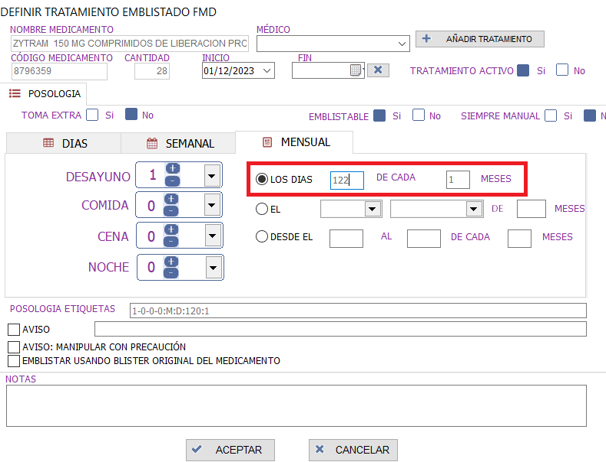 DEFINIR TRATAMIENTO EMBLISTADO FMD
NOMBRE MEDICAMENTO MÉDICO
ZYTRAM 150 MG COMPRIMIDOS DE LIBERACION PRO AÑADIR TRATAMIENTO
CÓDIGO MEDICAMENTO CANTIDAD INICIO FIN
8796359 28 01/12/2023 TRATAMIENTO ACTIVO Si No
POSOLOGIA
TOMA EXTRA Si No EMBLISTABLE Si No SIEMPRE MANUAL Si N
DIAS SEMANAL MENSUAL
DESAYUNO 1 LOS DIAS 122 DE CADA 1 MESES
COMIDA 0 EL DE MESES
CENA 0 DESDE EL AL DE CADA MESES
NOCHE 0
POSOLOGIA ETIQUETAS 1-0-0-0:M:D:120:1
AVISO
AVISO: MANIPULAR CON PRECAUCIÓN
EMBLISTAR USANDO BLISTER ORIGINAL DEL MEDICAMENTO
NOTAS
ACEPTAR CANCELAR